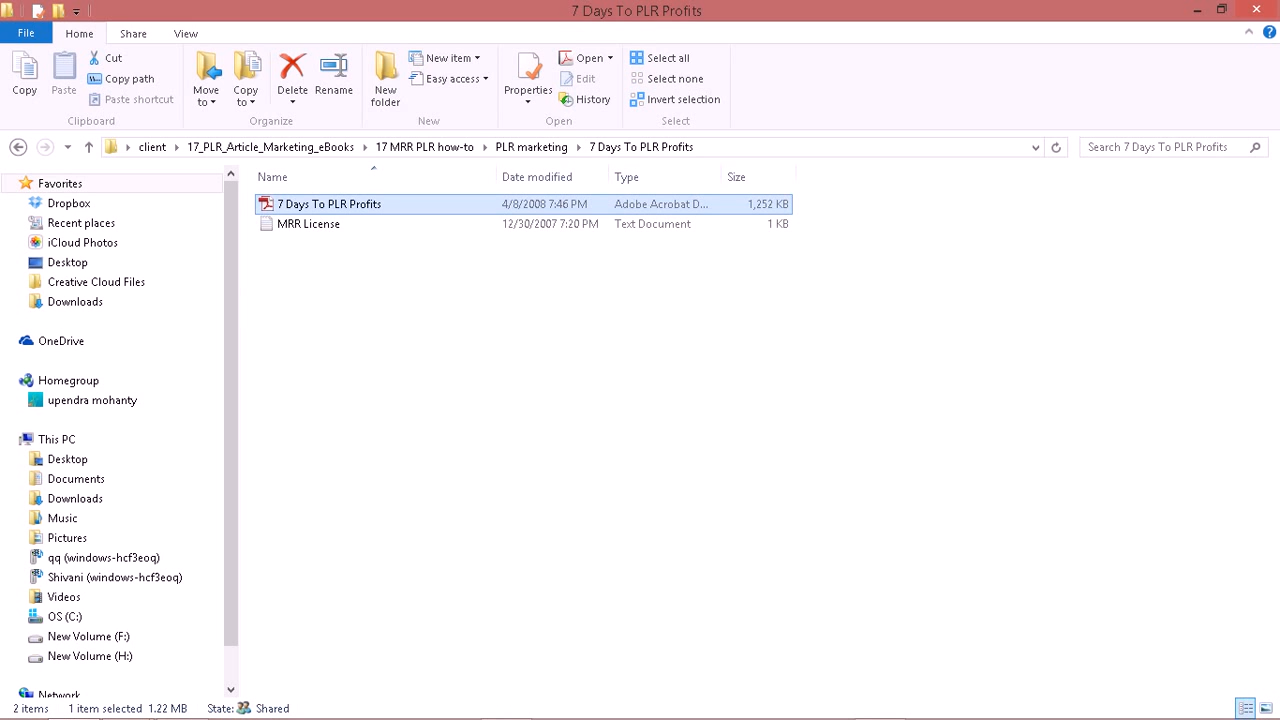 7 Days To PLR Profits
File Home Share View
Copy Paste Cut Copy path Paste shortcut Clipboard
Move to Copy to Delete Rename Organize
New folder New item Easy access New
Properties Open Edit History Open
Select all Select none Invert selection Select
client 17_PLR_Article_Marketing_eBooks 17 MRR PLR how-to PLR marketing 7 Days To PLR Profits Search 7 Days To PLR Profits
Name Date modified Type Size
7 Days To PLR Profits 4/8/2008 7:46 PM Adobe Acrobat D... 1,252 KB
MRR License 12/30/2007 7:20 PM Text Document 1 KB
Favorites
Dropbox
Recent places
iCloud Photos
Desktop
Creative Cloud Files
Downloads
OneDrive
Homegroup
upendra mohanty
This PC
Desktop
Documents
Downloads
Music
Pictures
qq (windows-hcf3eoq)
Shivani (windows-hcf3eoq)
Videos
OS (C:)
New Volume (F:)
New Volume (H:)
Network
2 items 1 item selected 1.22 MB State: Shared